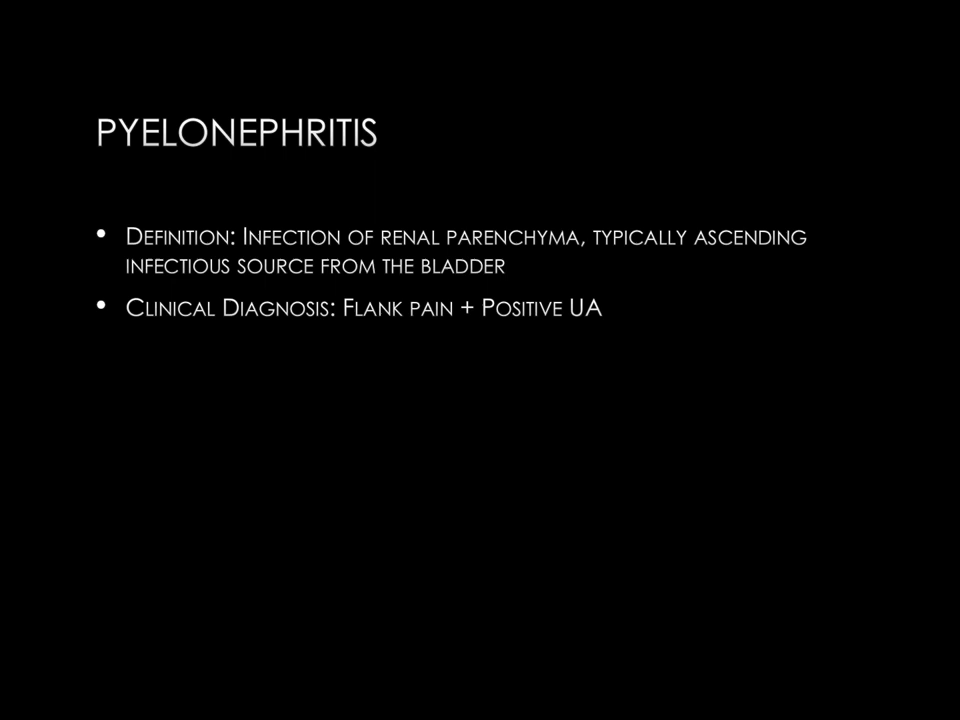 PYELONEPHRITIS
• Definition: Infection of renal parenchyma, typically ascending
infectious source from the bladder
• Clinical Diagnosis: Flank pain + Positive UA